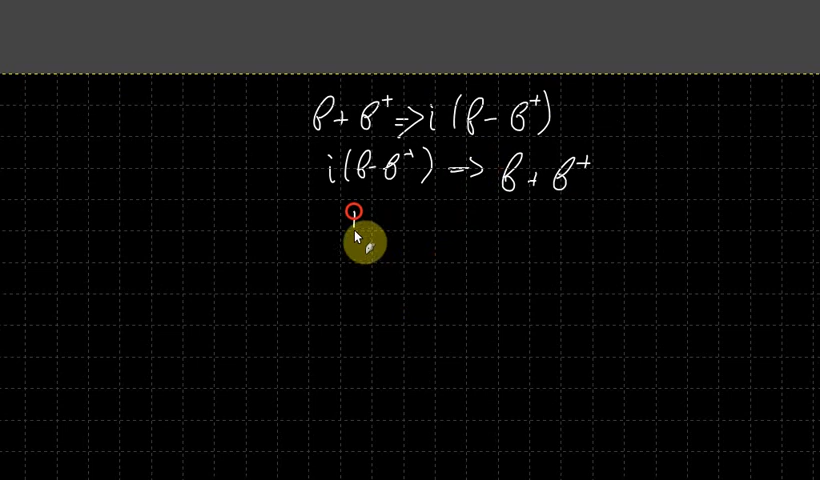 b + b⁺ => i (b - b⁺)
i (b - b⁺) => b + b⁺